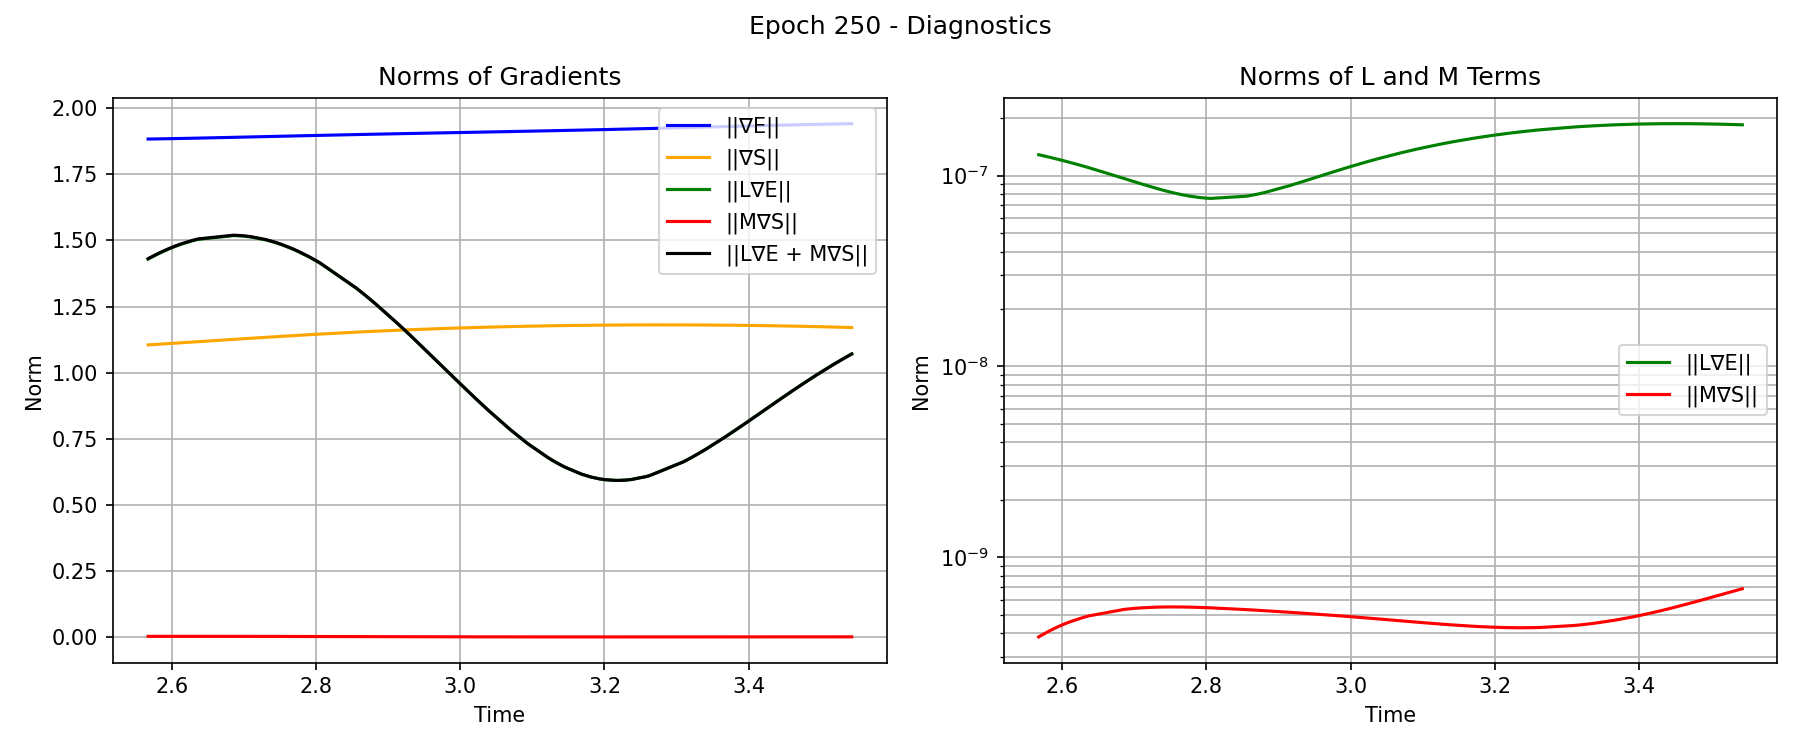 Epoch 250 - Diagnostics
Norms of Gradients
2.00
1.75
1.50
1.25
1.00
0.75
0.50
0.25
0.00
Norm
2.6
2.8
3.0
3.2
3.4
Time
||∇E||
||∇S||
||L∇E||
||M∇S||
||L∇E + M∇S||
Norms of L and M Terms
10⁻⁷
10⁻⁸
10⁻⁹
Norm
2.6
2.8
3.0
3.2
3.4
Time
||L∇E||
||M∇S||